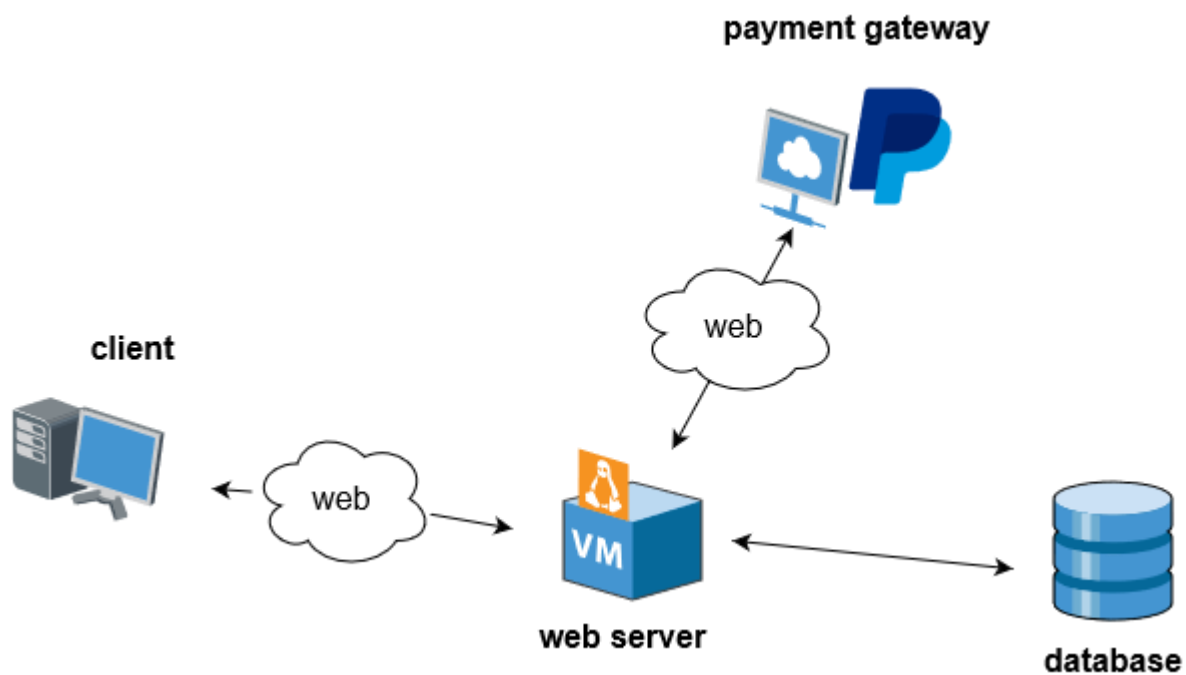 payment gateway
web
client
web
VM
web server
database